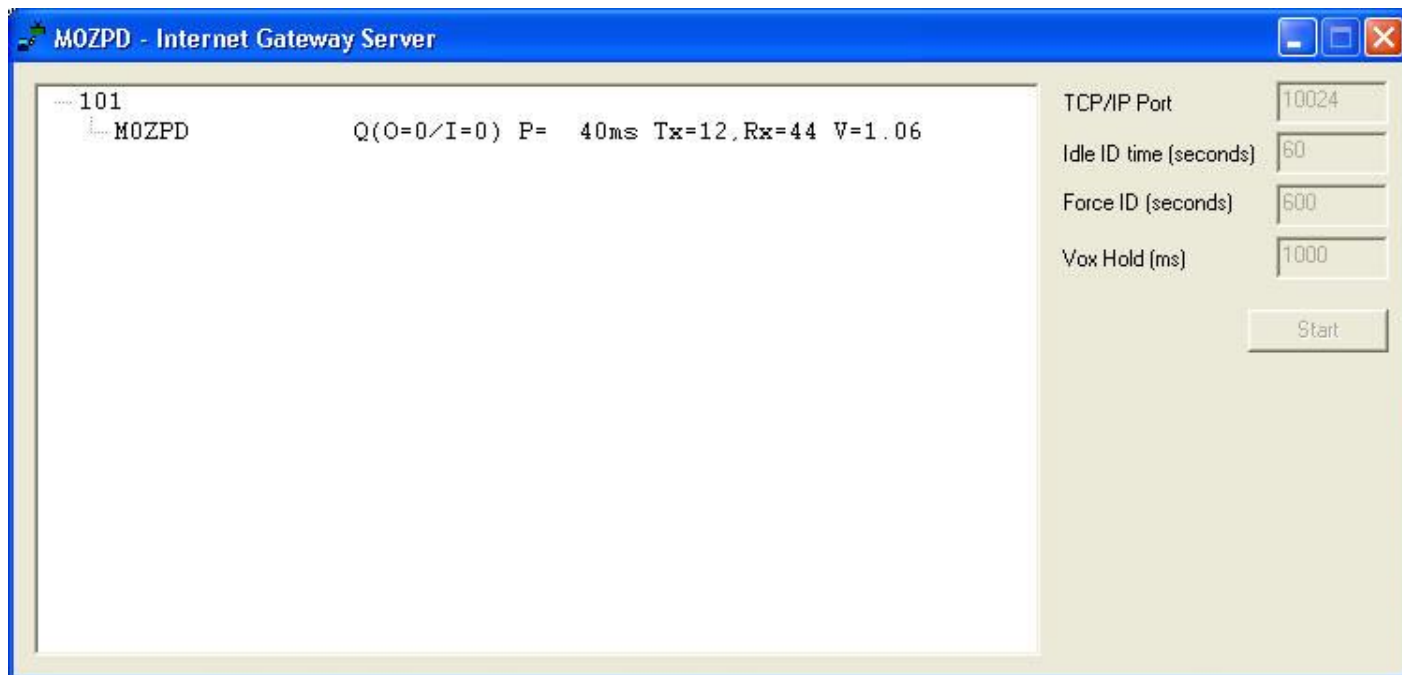 M0ZPD - Internet Gateway Server
101
M0ZPD Q(O=0/I=0) P= 40ms Tx=12,Rx=44 V=1.06
TCP/IP Port 10024
Idle ID time (seconds) 60
Force ID (seconds) 600
Vox Hold (ms) 1000
Start